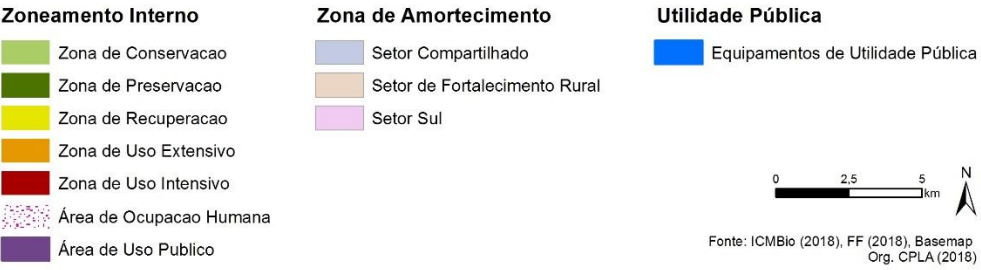 Zoneamento Interno
Zona de Conservacao
Zona de Preservacao
Zona de Recuperacao
Zona de Uso Extensivo
Zona de Uso Intensivo
Área de Ocupacao Humana
Área de Uso Publico
Zona de Amortecimento
Setor Compartilhado
Setor de Fortalecimento Rural
Setor Sul
Utilidade Pública
Equipamentos de Utilidade Pública
0 2,5 5
km
N
Fonte: ICMBio (2018), FF (2018), Basemap
Org. CPLA (2018)